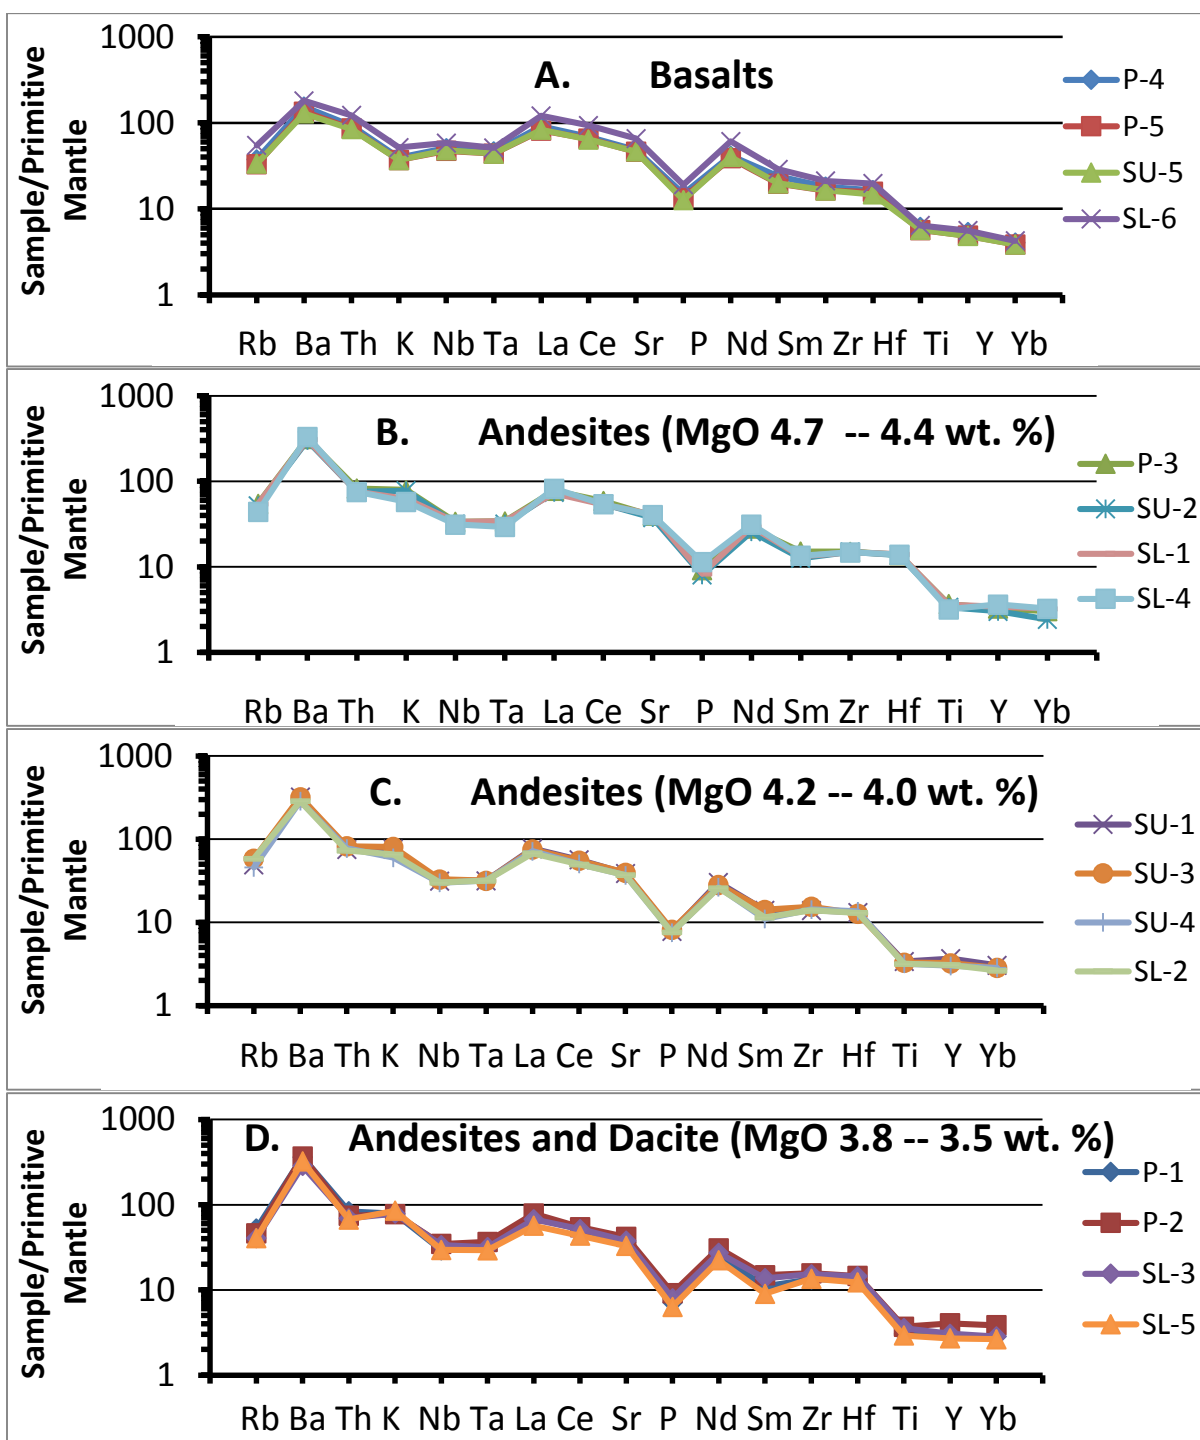 A. Basalts
Sample/Primitive
Mantle
1000
100
10
1
Rb Ba Th K Nb Ta La Ce Sr P Nd Sm Zr Hf Ti Y Yb
P-4
P-5
SU-5
SL-6
B. Andesites (MgO 4.7 -- 4.4 wt. %)
Sample/Primitive
Mantle
1000
100
10
1
Rb Ba Th K Nb Ta La Ce Sr P Nd Sm Zr Hf Ti Y Yb
P-3
SU-2
SL-1
SL-4
C. Andesites (MgO 4.2 -- 4.0 wt. %)
Sample/Primitive
Mantle
1000
100
10
1
Rb Ba Th K Nb Ta La Ce Sr P Nd Sm Zr Hf Ti Y Yb
SU-1
SU-3
SU-4
SL-2
D. Andesites and Dacite (MgO 3.8 -- 3.5 wt. %)
Sample/Primitive
Mantle
1000
100
10
1
Rb Ba Th K Nb Ta La Ce Sr P Nd Sm Zr Hf Ti Y Yb
P-1
P-2
SL-3
SL-5